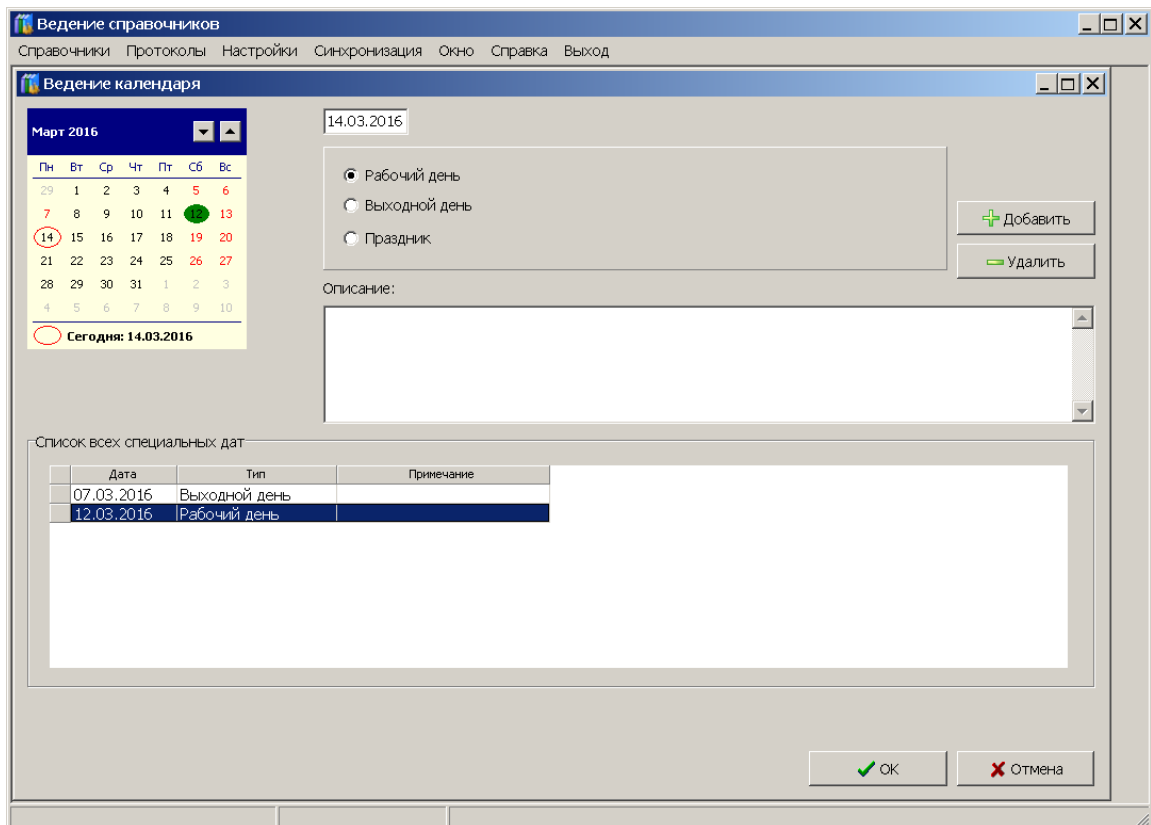 Ведение справочников
Справочники Протоколы Настройки Синхронизация Окно Справка Выход
Ведение календаря
Март 2016
Пн Вт Ср Чт Пт Сб Вс
29 1 2 3 4 5 6
7 8 9 10 11 12 13
14 15 16 17 18 19 20
21 22 23 24 25 26 27
28 29 30 31 1 2 3
4 5 6 7 8 9 10
Сегодня: 14.03.2016
14.03.2016
Рабочий день
Выходной день
Праздник
Добавить
Удалить
Описание:
Список всех специальных дат
Дата Тип Примечание
07.03.2016 Выходной день
12.03.2016 Рабочий день
ОК Отмена